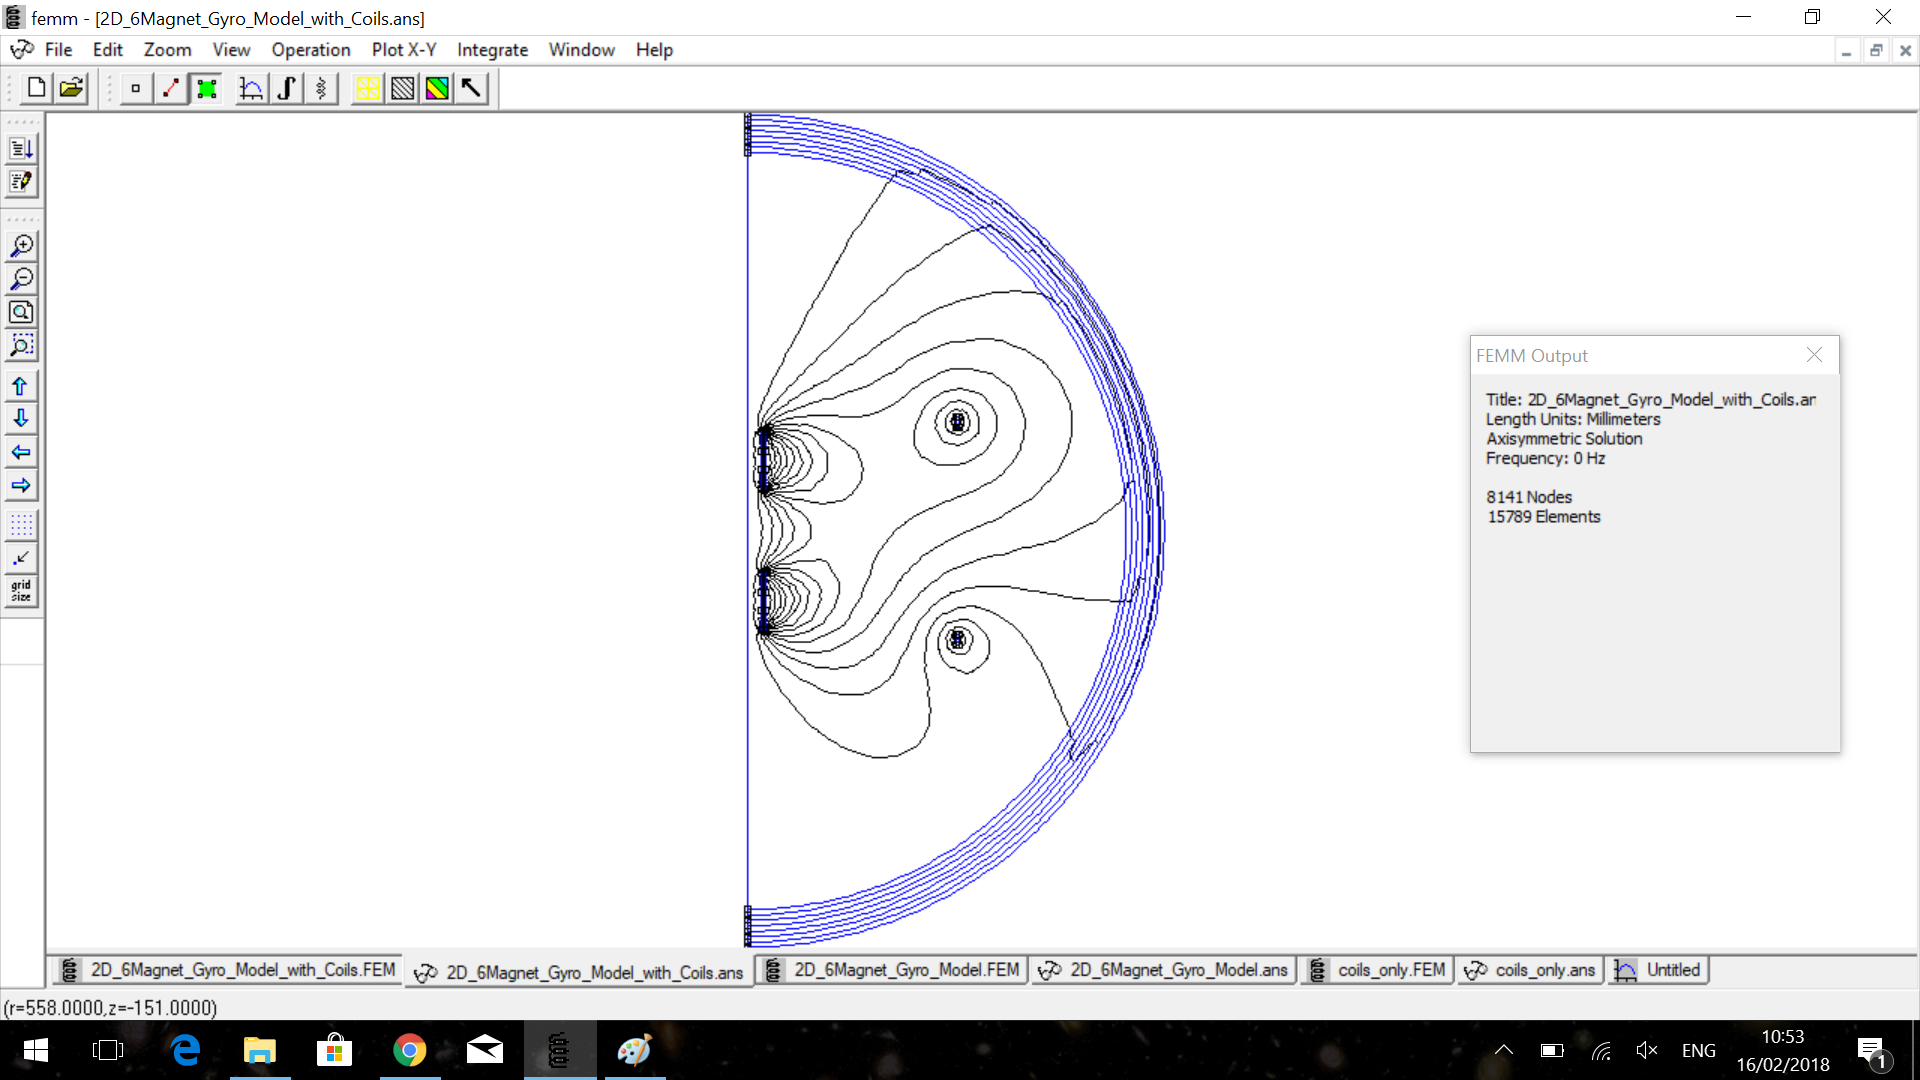 femm - [2D_6Magnet_Gyro_Model_with_Coils.ans]
File Edit Zoom View Operation Plot X-Y Integrate Window Help
grid
size
FEMM Output
Title: 2D_6Magnet_Gyro_Model_with_Coils.ar
Length Units: Millimeters
Axisymmetric Solution
Frequency: 0 Hz
8141 Nodes
15789 Elements
2D_6Magnet_Gyro_Model_with_Coils.FEM 2D_6Magnet_Gyro_Model_with_Coils.ans 2D_6Magnet_Gyro_Model.FEM 2D_6Magnet_Gyro_Model.ans coils_only.FEM coils_only.ans Untitled
(r=558.0000,z=-151.0000)
ENG
10:53
16/02/2018
1